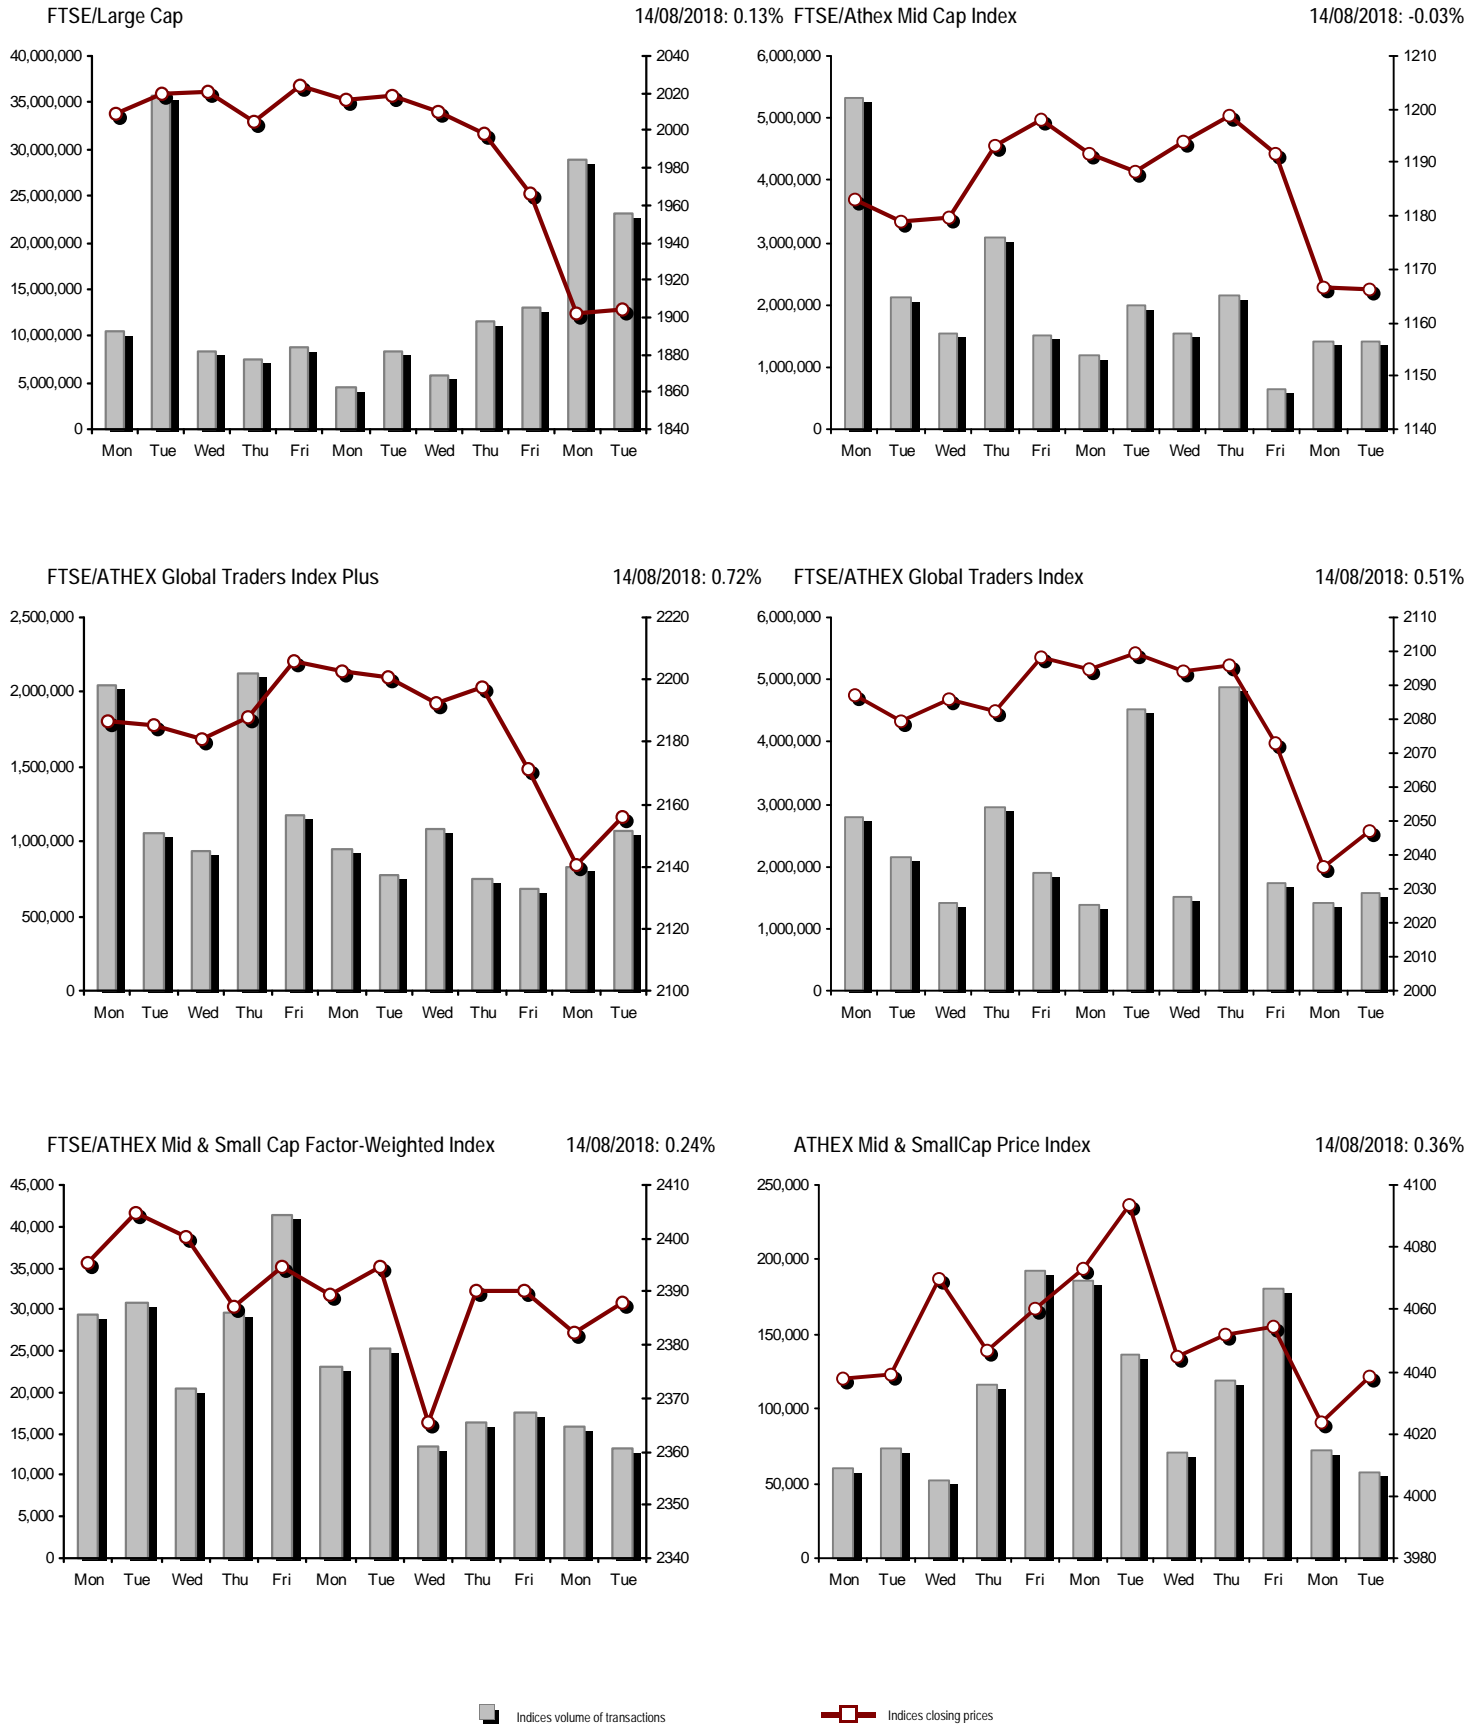 FTSE/Large Cap 14/08/2018: 0.13% FTSE/Athex Mid Cap Index 14/08/2018: -0.03%
40,000,000 2040 6,000,000 1210
35,000,000 2020 5,000,000 1200
30,000,000 2000 4,000,000 1190
25,000,000 1980 3,000,000 1180
20,000,000 1960 2,000,000 1170
15,000,000 1940 1,000,000 1160
10,000,000 1920 0 1150
5,000,000 1900 1140
0 1880
1860
1840
Mon Tue Wed Thu Fri Mon Tue Wed Thu Fri Mon Tue Mon Tue Wed Thu Fri Mon Tue Wed Thu Fri Mon Tue
FTSE/ATHEX Global Traders Index Plus 14/08/2018: 0.72% FTSE/ATHEX Global Traders Index 14/08/2018: 0.51%
2,500,000 2220 6,000,000 2110
2,000,000 2200 5,000,000 2100
1,500,000 2180 4,000,000 2090
1,000,000 2160 3,000,000 2080
500,000 2140 2,000,000 2070
0 2120 1,000,000 2060
2100 0 2050
2040
2030
2020
2010
2000
Mon Tue Wed Thu Fri Mon Tue Wed Thu Fri Mon Tue Mon Tue Wed Thu Fri Mon Tue Wed Thu Fri Mon Tue
FTSE/ATHEX Mid & Small Cap Factor-Weighted Index 14/08/2018: 0.24% ATHEX Mid & SmallCap Price Index 14/08/2018: 0.36%
45,000 2410 250,000 4100
40,000 2400 200,000 4080
35,000 2390 150,000 4060
30,000 2380 100,000 4040
25,000 2370 50,000 4020
20,000 2360 0 4000
15,000 2350 3980
10,000 2340
5,000
0
Mon Tue Wed Thu Fri Mon Tue Wed Thu Fri Mon Tue Mon Tue Wed Thu Fri Mon Tue Wed Thu Fri Mon Tue
Indices volume of transactions Indices closing prices